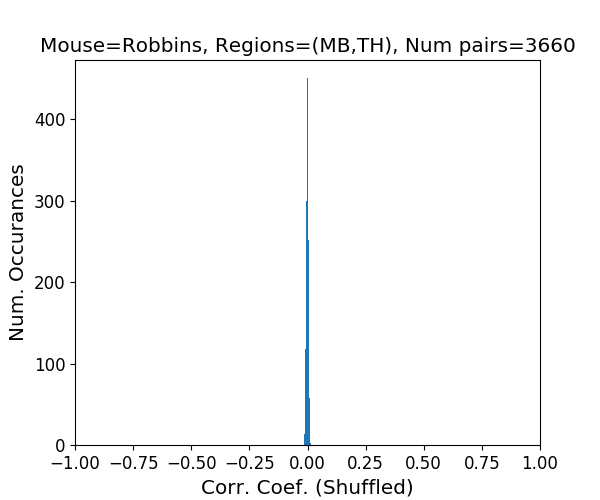 Mouse=Robbins, Regions=(MB,TH), Num pairs=3660
Num. Occurances
400
300
200
100
0
−1.00 −0.75 −0.50 −0.25 0.00 0.25 0.50 0.75 1.00
Corr. Coef. (Shuffled)